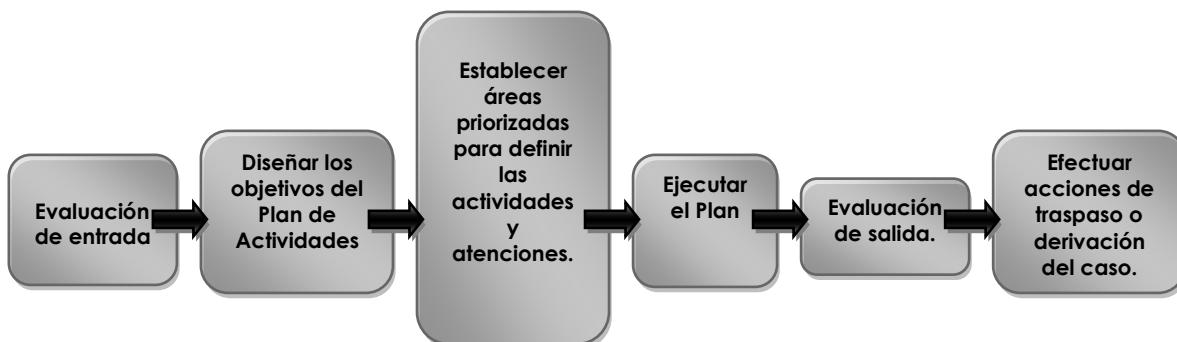 Evaluación
de entrada
Diseñar los
objetivos del
Plan de
Actividades
Establecer
áreas
priorizadas
para definir
las
actividades
y
atenciones.
Ejecutar
el Plan
Evaluación
de salida.
Efectuar
acciones de
traspaso o
derivación
del caso.